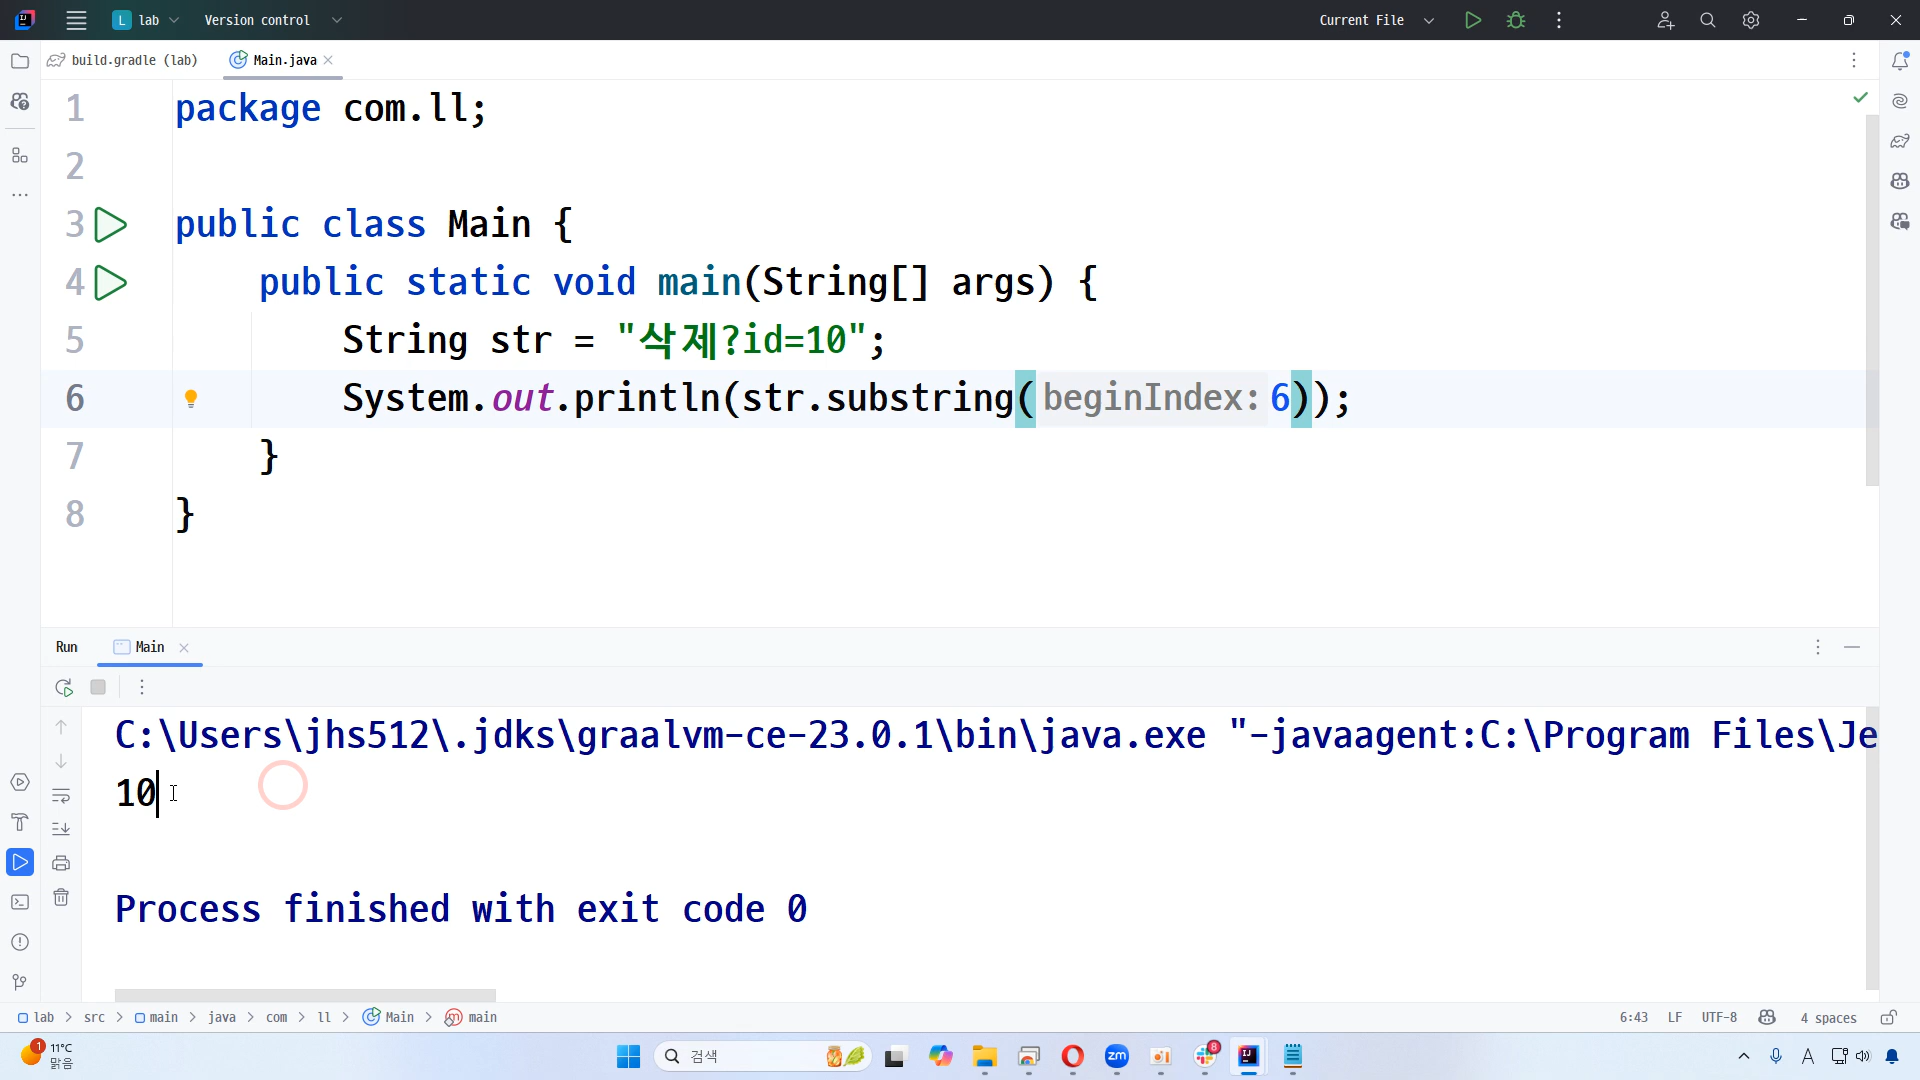 L lab Version control Current File
build.gradle (lab) Main.java
1 package com.ll;
2
3 public class Main {
4 public static void main(String[] args) {
5 String str = "삭제?id=10";
6 System.out.println(str.substring( beginIndex: 6));
7 }
8 }
Run Main
C:\Users\jhs512\.jdks\graalvm-ce-23.0.1\bin\java.exe "-javaagent:C:\Program Files\Je
10
Process finished with exit code 0
lab > src > main > java > com > ll > Main > main 6:43 LF UTF-8 4 spaces
1 11°C
맑음
검색
zm
8
IJ
A